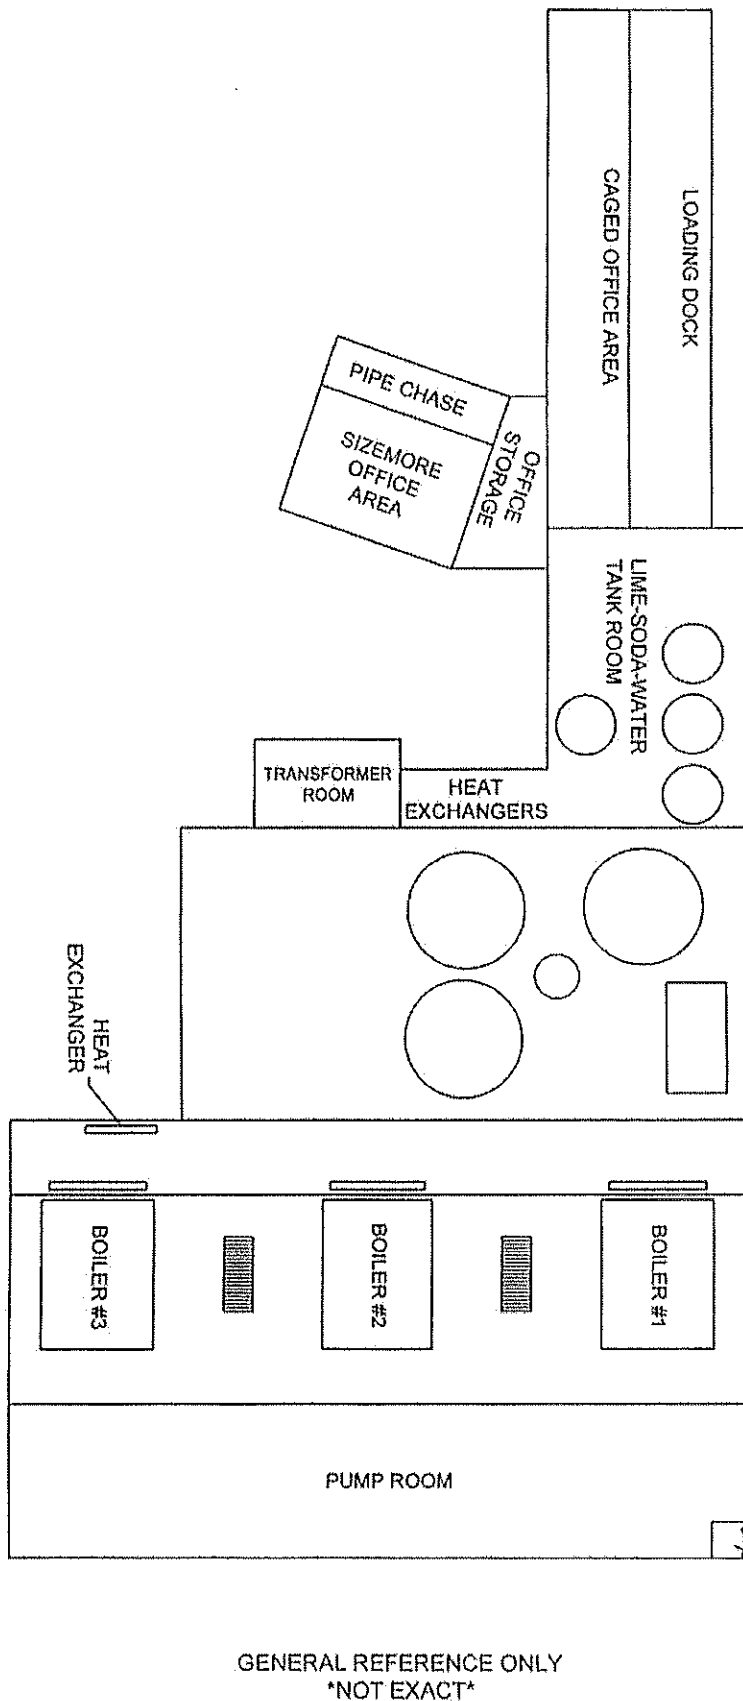 LOADING DOCK
CAGED OFFICE AREA
PIPE CHASE
SIZEMORE
OFFICE
AREA
OFFICE
STORAGE
LIME-SODA-WATER
TANK ROOM
TRANSFORMER
ROOM
HEAT
EXCHANGERS
HEAT
EXCHANGER
BOILER #3
BOILER #2
BOILER #1
PUMP ROOM
GENERAL REFERENCE ONLY
*NOT EXACT*